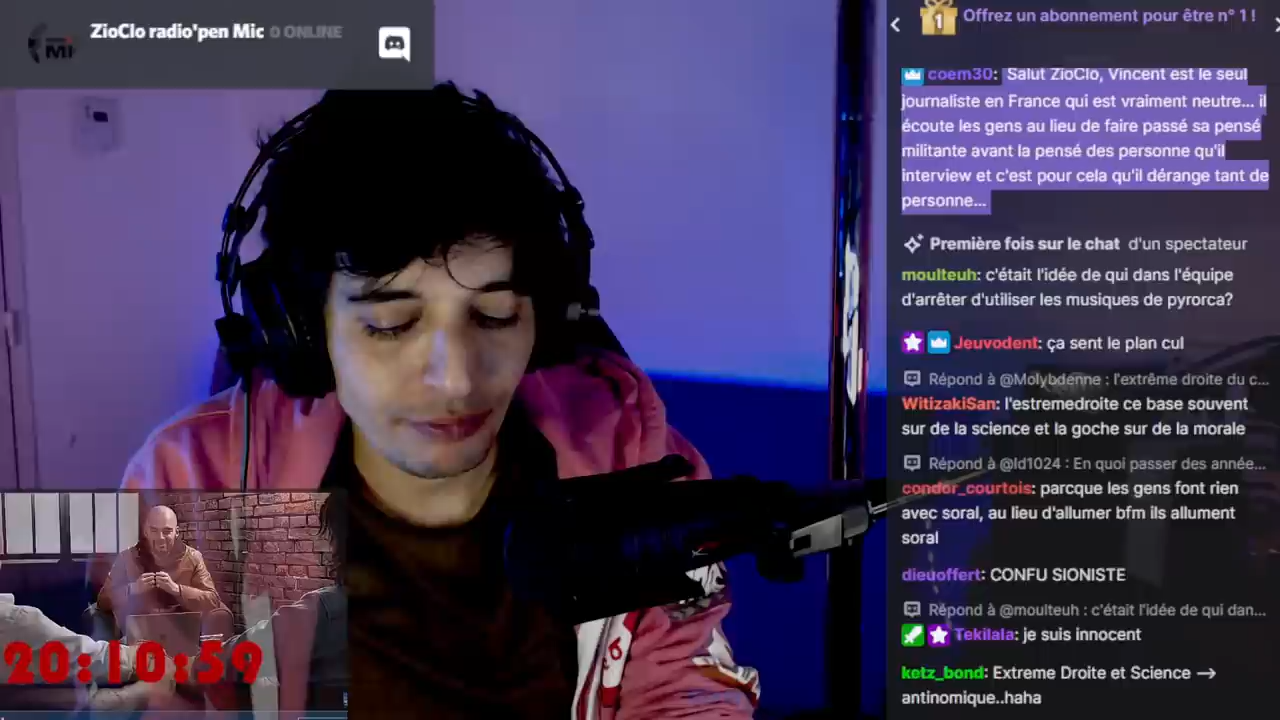 MI
ZioClo radio'pen Mic 0 ONLINE
1
Offrez un abonnement pour être n° 1 !
coem30: Salut ZioClo, Vincent est le seul
journaliste en France qui est vraiment neutre... il
écoute les gens au lieu de faire passé sa pensé
militante avant la pensé des personne qu'il
interview et c'est pour cela qu'il dérange tant de
personne...
Première fois sur le chat d'un spectateur
moulteuh: c'était l'idée de qui dans l'équipe
d'arrêter d'utiliser les musiques de pyrorca?
Jeuvodent: ça sent le plan cul
Répond à @Molybdenne : l'extrême droite du c...
WitizakiSan: l'estremedroite ce base souvent
sur de la science et la goche sur de la morale
Répond à @ld1024 : En quoi passer des année...
condor_courtois: parcque les gens font rien
avec soral, au lieu d'allumer bfm ils allument
soral
dieuoffert: CONFU SIONISTE
Répond à @moulteuh : c'était l'idée de qui dan...
Tekilala: je suis innocent
ketz_bond: Extreme Droite et Science -->
antinomique..haha
20:10:59